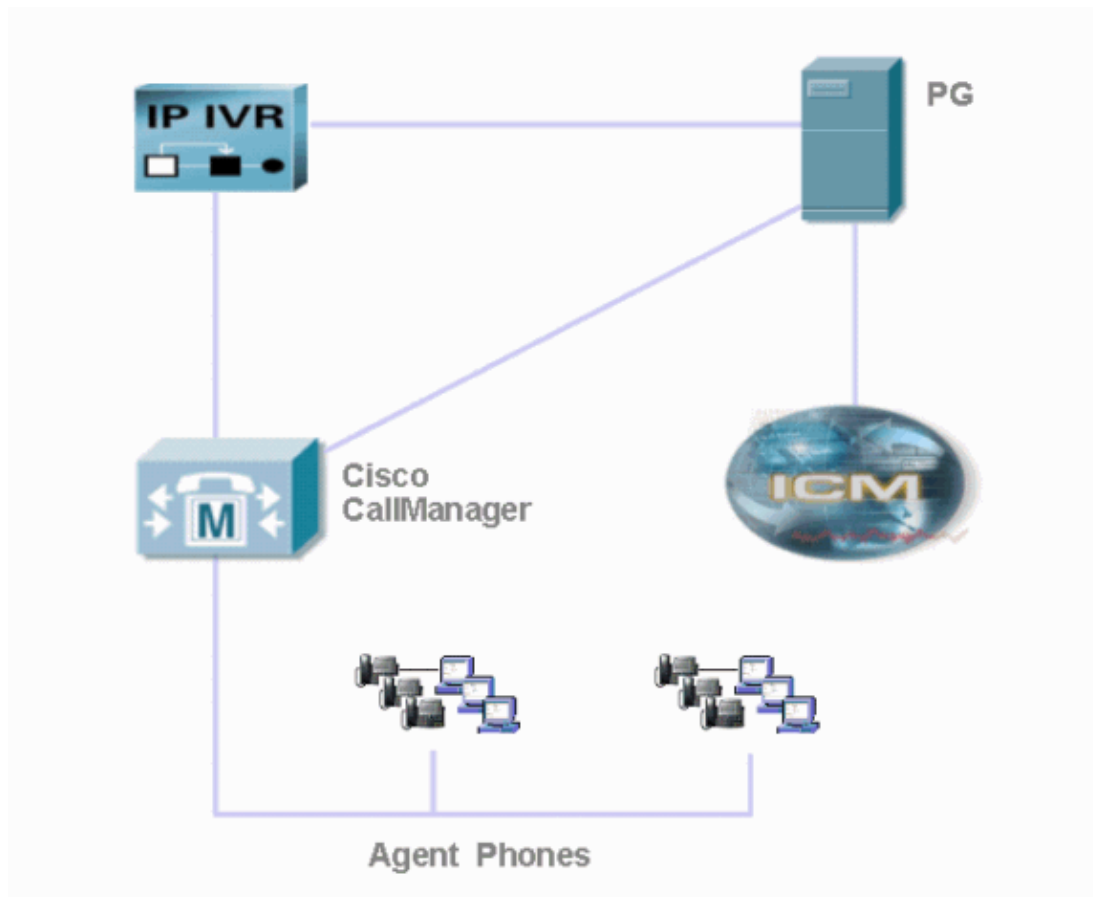 IP IVR
PG
Cisco
CallManager
M
ICM
Agent Phones